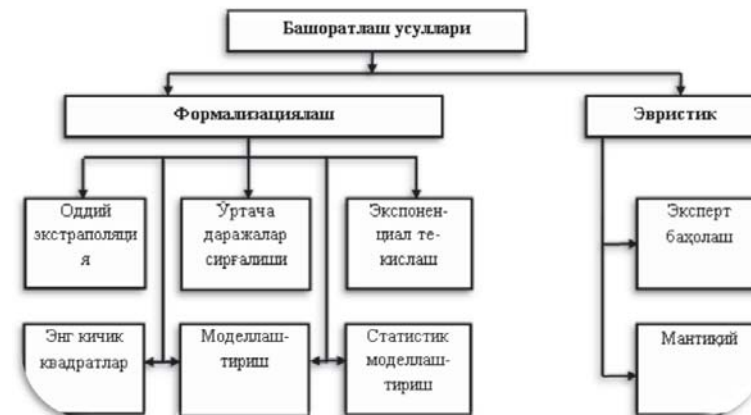 Башоратлаш усуллари
Формализациялаш
Эвристик
Оддий
экстраполяци
я
Ўртача
даражалар
сирғалиши
Экспонен-
циал те-
кислаш
Эксперт
баҳолаш
Энг кичик
квадратлар
Моделлаш-
тириш
Статистик
моделлаш-
тириш
Мантиқий